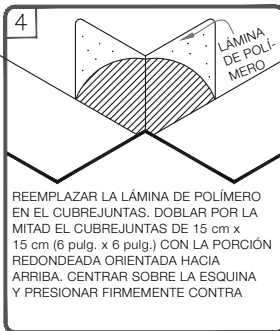 4
LÁMINA
DE POLÍ-
MERO
REEMPLAZAR LA LÁMINA DE POLÍMERO
EN EL CUBREJUNTAS. DOBLAR POR LA
MITAD EL CUBREJUNTAS DE 15 cm x
15 cm (6 pulg. x 6 pulg.) CON LA PORCIÓN
REDONDEADA ORIENTADA HACIA
ARRIBA. CENTRAR SOBRE LA ESQUINA
Y PRESIONAR FIRMEMENTE CONTRA